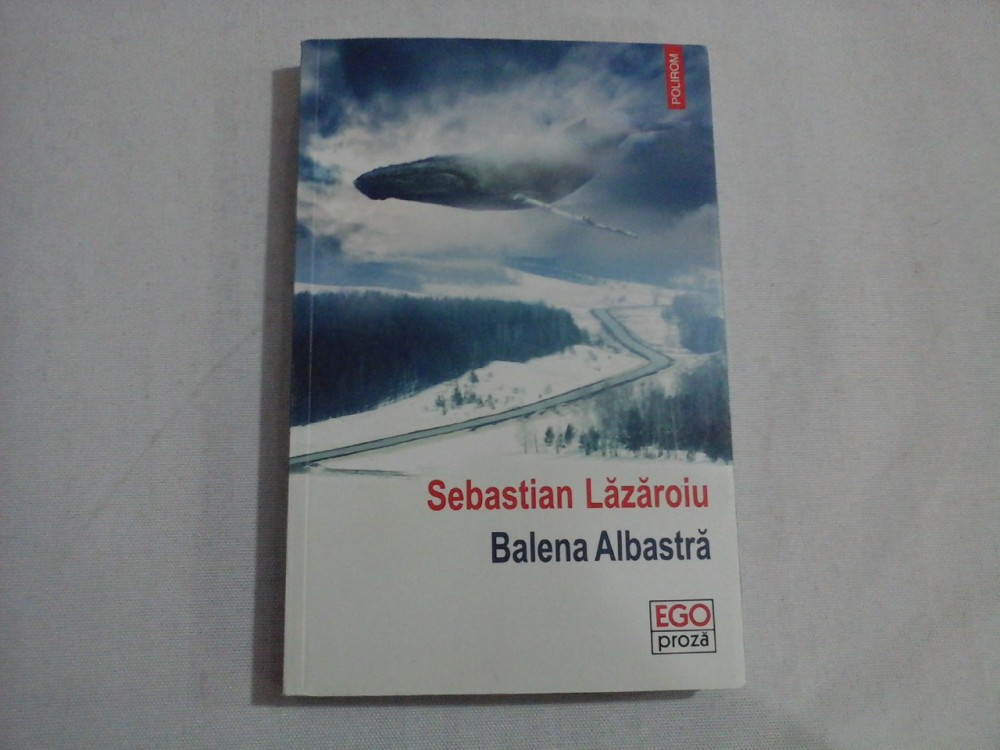 POLIROM
Sebastian Lăzăroiu
Balena Albastră
EGO
proză